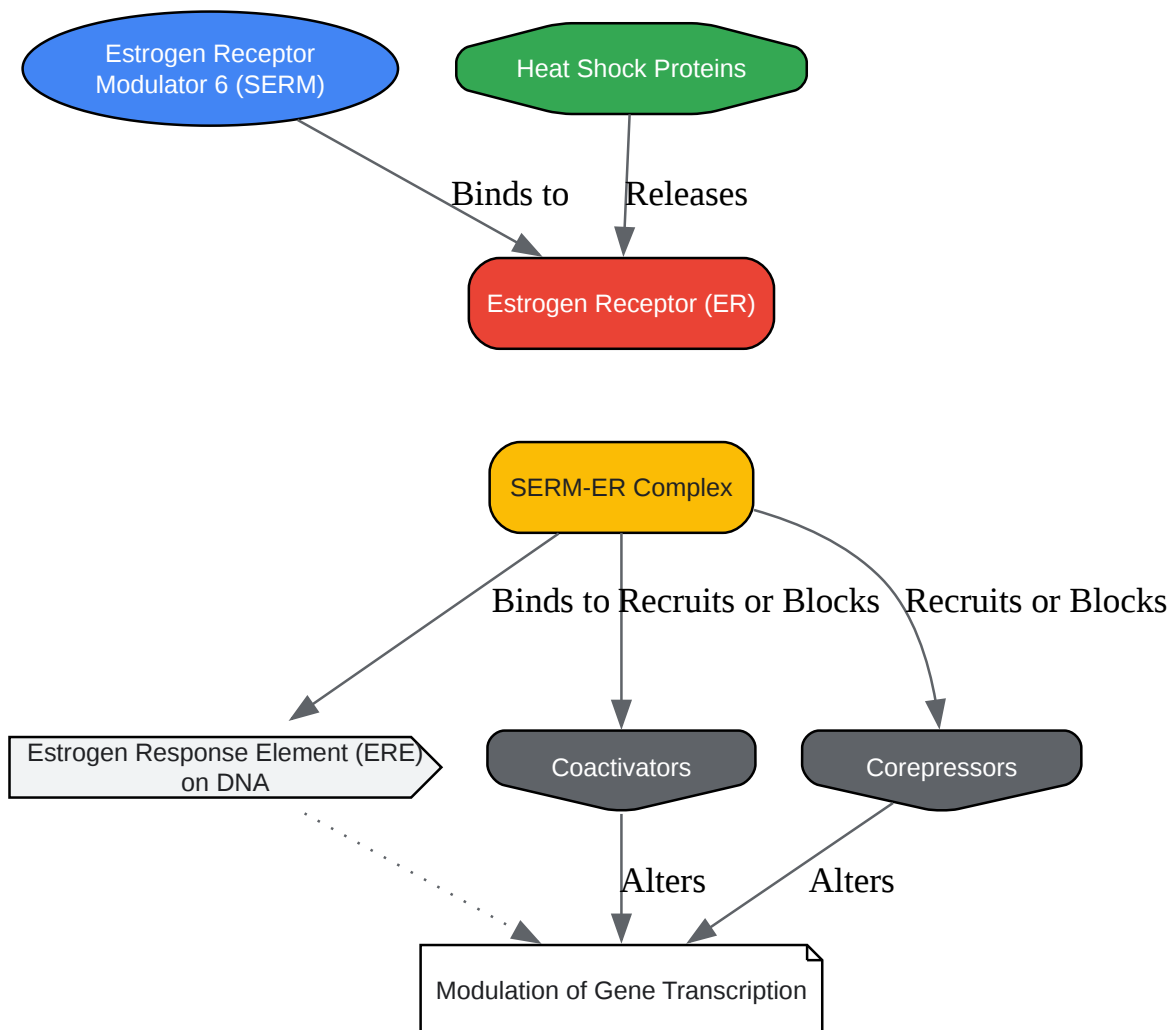 Estrogen Receptor
Modulator 6 (SERM)
Heat Shock Proteins
Binds to
Releases
Estrogen Receptor (ER)
SERM-ER Complex
Binds to
Recruits or Blocks
Recruits or Blocks
Estrogen Response Element (ERE)
on DNA
Coactivators
Corepressors
Alters
Alters
Modulation of Gene Transcription